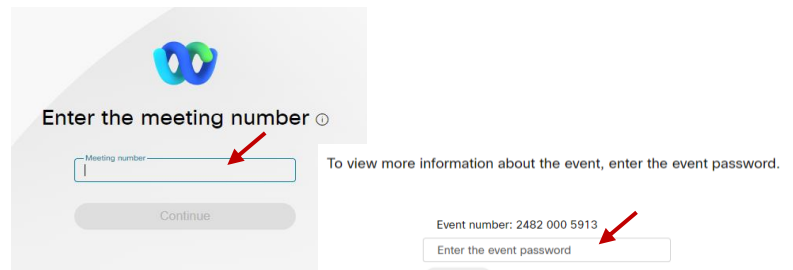 Enter the meeting number
Meeting number
Continue
To view more information about the event, enter the event password.
Event number: 2482 000 5913
Enter the event password